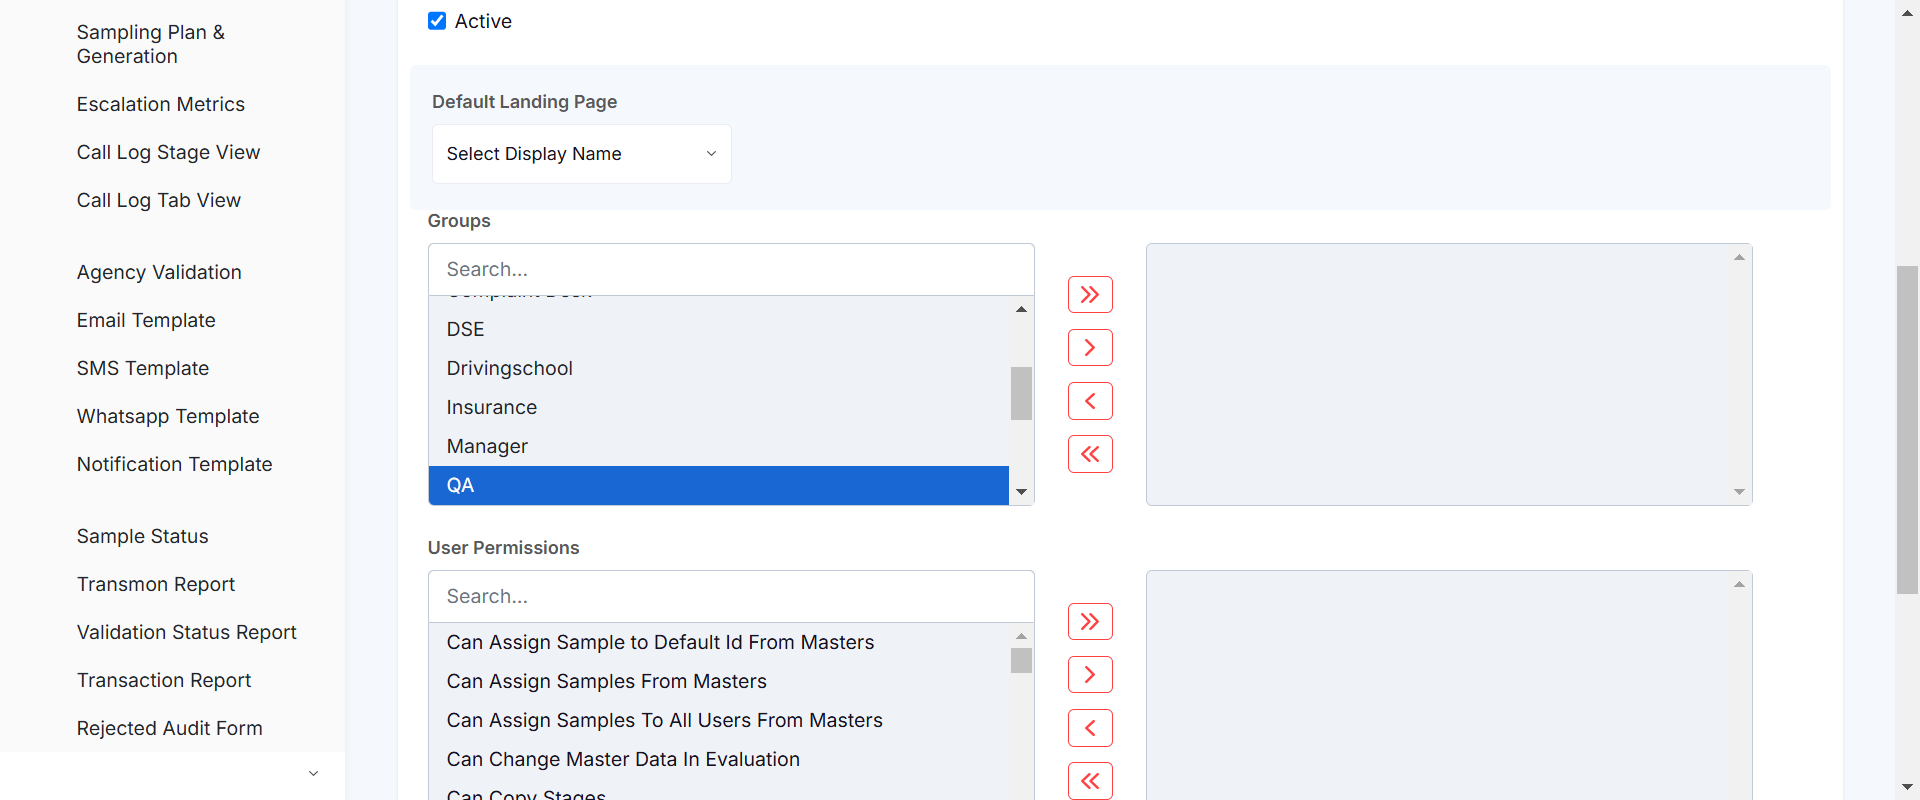 Sampling Plan &
Generation
Escalation Metrics
Call Log Stage View
Call Log Tab View
Agency Validation
Email Template
SMS Template
Whatsapp Template
Notification Template
Sample Status
Transmon Report
Validation Status Report
Transaction Report
Rejected Audit Form
Active
Default Landing Page
Select Display Name
Groups
Search...
DSE
Drivingschool
Insurance
Manager
QA
User Permissions
Search...
Can Assign Sample to Default Id From Masters
Can Assign Samples From Masters
Can Assign Samples To All Users From Masters
Can Change Master Data In Evaluation
Can Copy Stages